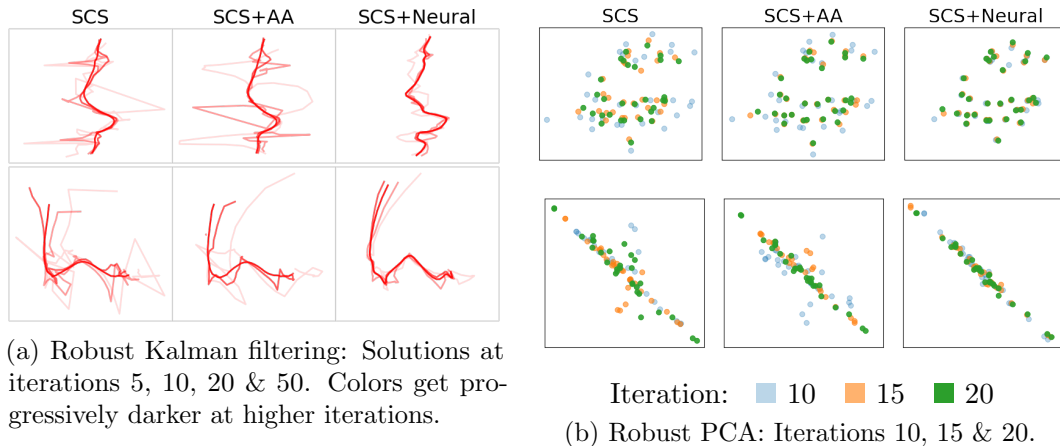 SCS SCS+AA SCS+Neural
(a) Robust Kalman filtering: Solutions at
iterations 5, 10, 20 & 50. Colors get pro-
gressively darker at higher iterations.
SCS SCS+AA SCS+Neural
Iteration: 10 15 20
(b) Robust PCA: Iterations 10, 15 & 20.